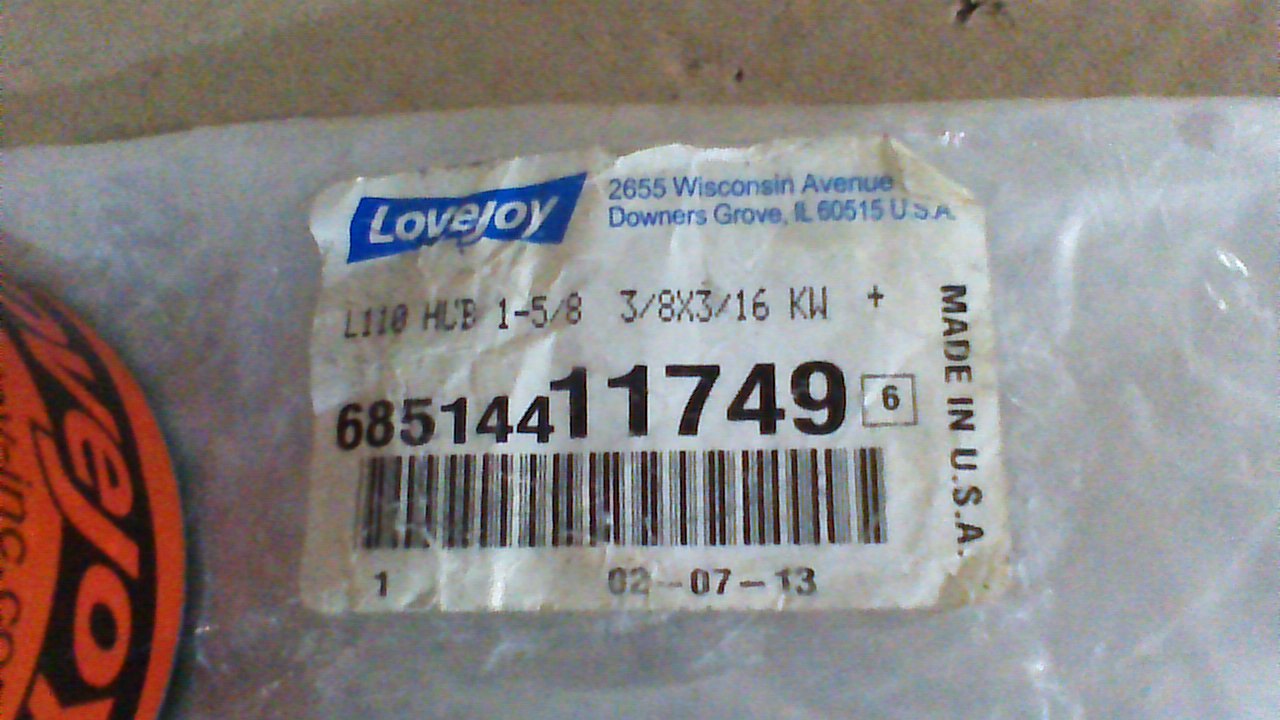 Lovejoy
2655 Wisconsin Avenue
Downers Grove, IL 60515 U.S.A.
L110 HUB 1-5/8 3/8X3/16 KW +
68514411749 6
MADE IN U.S.A.
1 02-07-13